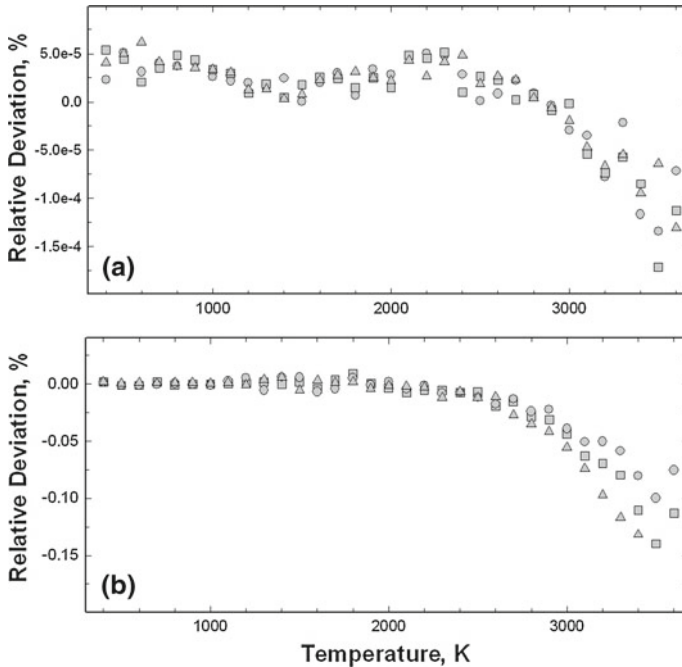 Relative Deviation, %
5.0e-5
0.0
-5.0e-5
-1.0e-4
-1.5e-4
(a)
1000 2000 3000
Relative Deviation, %
0.00
-0.05
-0.10
-0.15
(b)
1000 2000 3000
Temperature, K